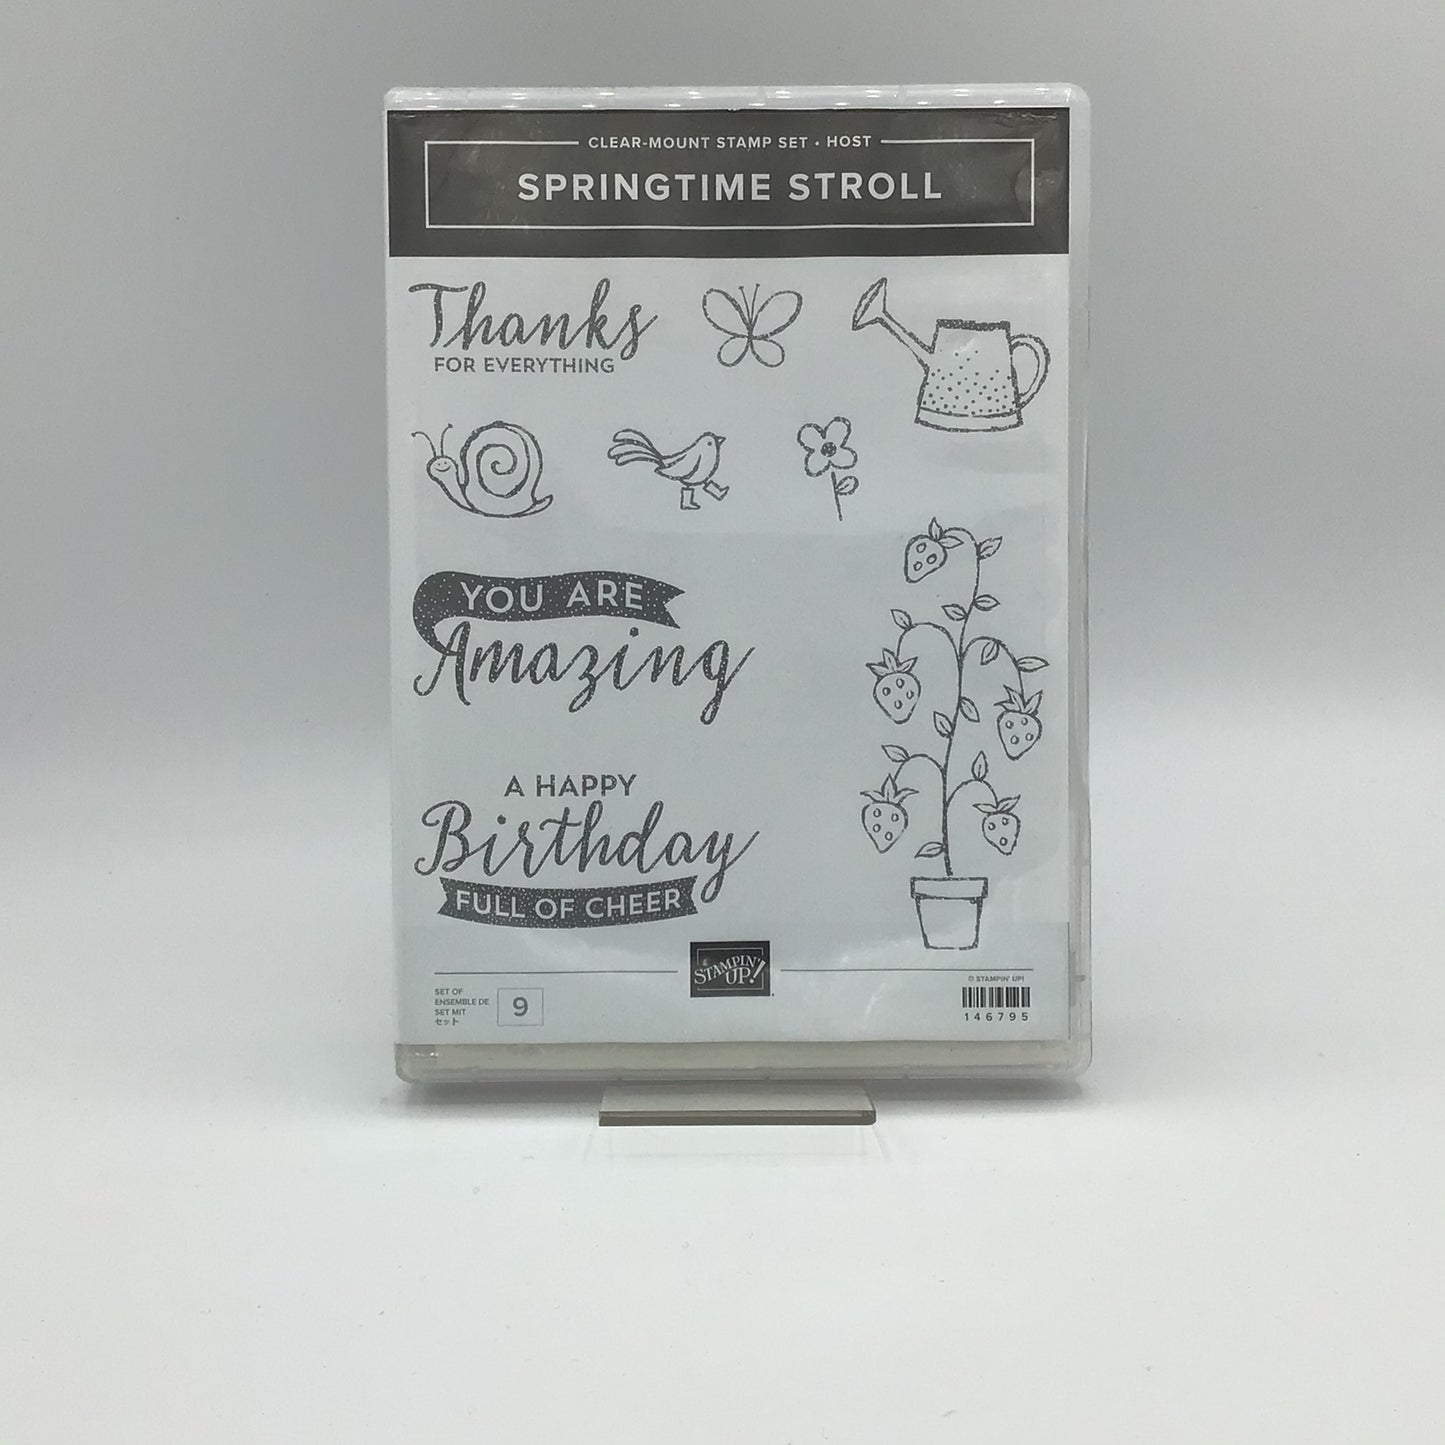 CLEAR-MOUNT STAMP SET • HOST
SPRINGTIME STROLL
Thanks
FOR EVERYTHING
YOU ARE
Amazing
A HAPPY
Birthday
FULL OF CHEER
STAMPIN'
UP!
SET OF
ENSEMBLE DE
SET MIT
セット
9
© STAMPIN' UP!
146795